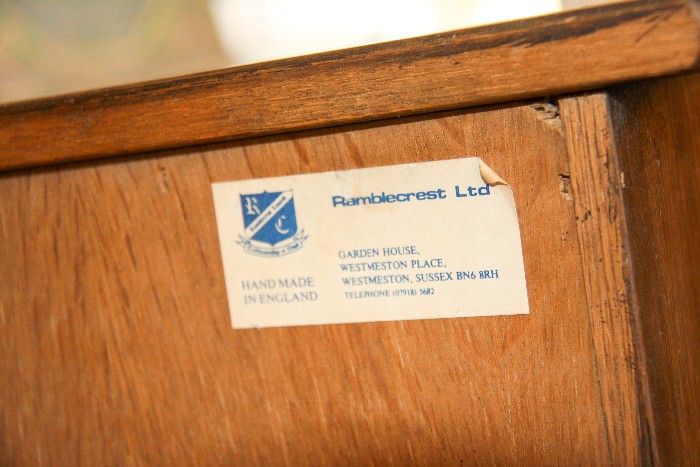 R
C
Ramblecrest Ltd
GARDEN HOUSE,
WESTMESTON PLACE,
WESTMESTON, SUSSEX BN6 8RH
TELEPHONE (07918) 5682
HAND MADE
IN ENGLAND